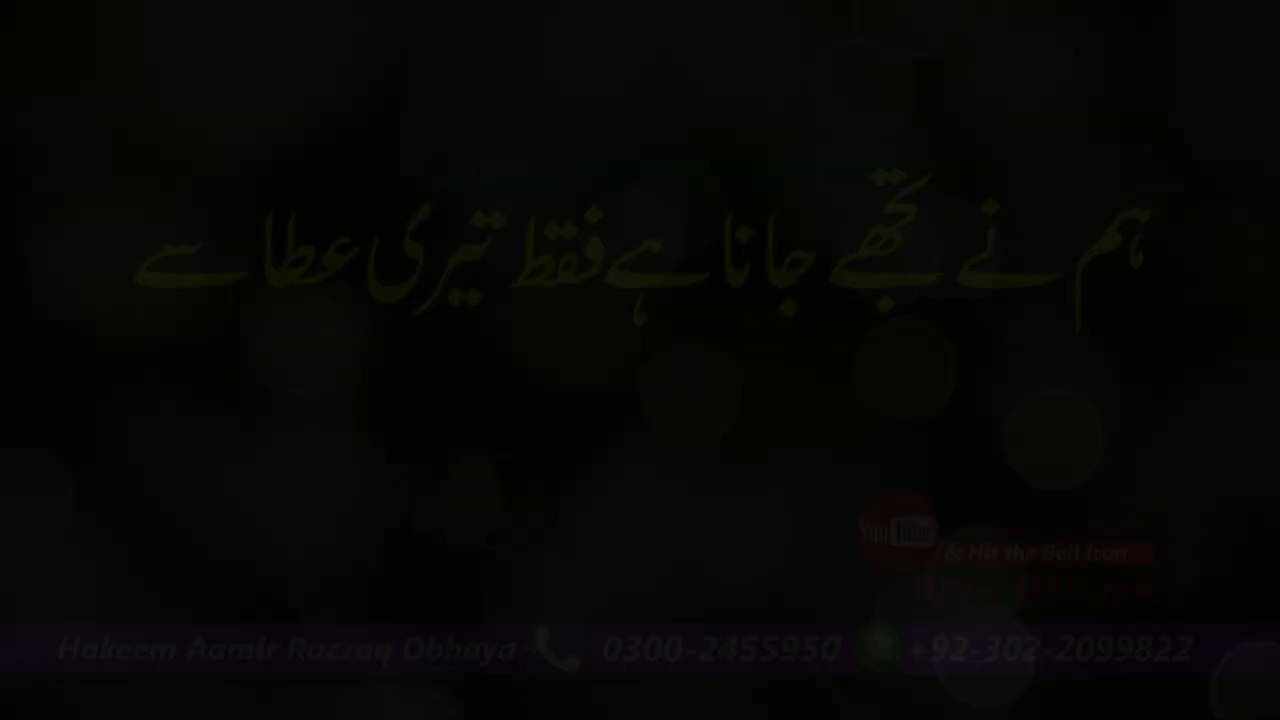 ہم نے تجھے جانا ہے فقط تیری عطا سے
YouTube
& Hit the Bell Icon
Hakeem Aamir Razzaq Obhaya 0300-2455950 +92-302-2099822